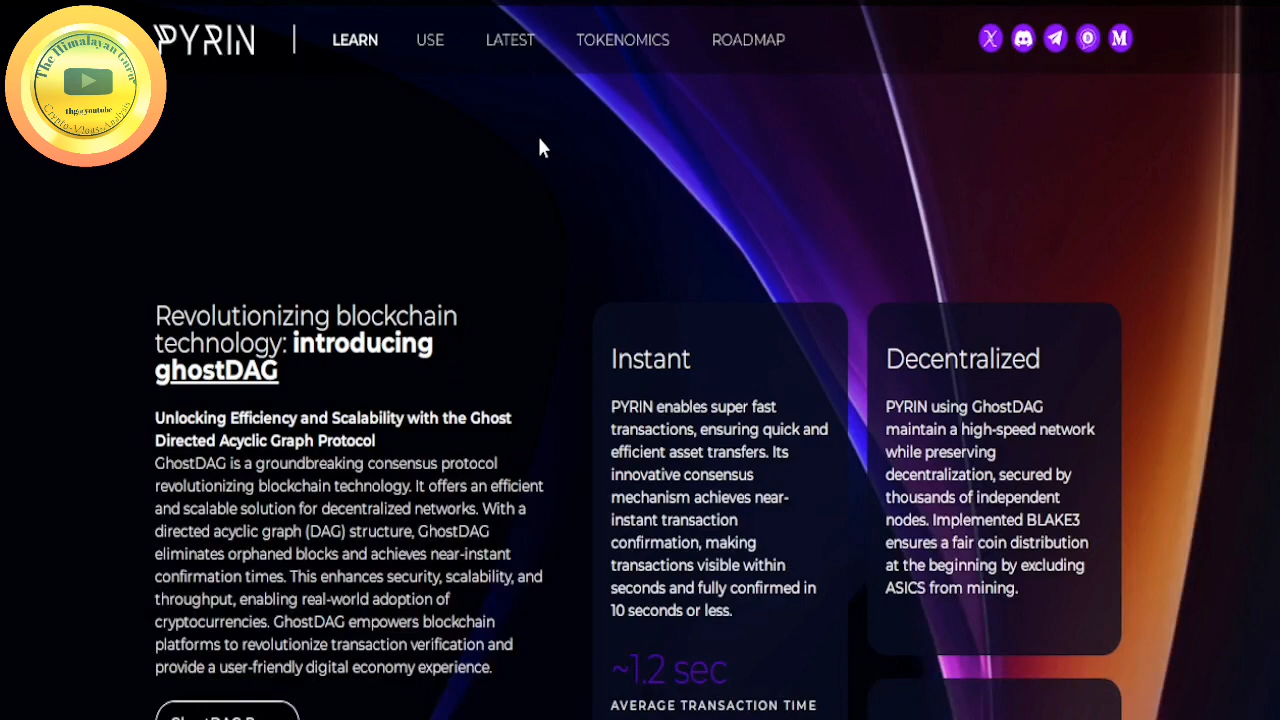 The Himalayan Guru
thg@youtube
Crypto-Vlogs-Analysis
PYRIN
LEARN USE LATEST TOKENOMICS ROADMAP
Revolutionizing blockchain
technology: introducing
ghostDAG
Unlocking Efficiency and Scalability with the Ghost
Directed Acyclic Graph Protocol
GhostDAG is a groundbreaking consensus protocol
revolutionizing blockchain technology. It offers an efficient
and scalable solution for decentralized networks. With a
directed acyclic graph (DAG) structure, GhostDAG
eliminates orphaned blocks and achieves near-instant
confirmation times. This enhances security, scalability, and
throughput, enabling real-world adoption of
cryptocurrencies. GhostDAG empowers blockchain
platforms to revolutionize transaction verification and
provide a user-friendly digital economy experience.
Instant
PYRIN enables super fast
transactions, ensuring quick and
efficient asset transfers. Its
innovative consensus
mechanism achieves near-
instant transaction
confirmation, making
transactions visible within
seconds and fully confirmed in
10 seconds or less.
~1.2 sec
AVERAGE TRANSACTION TIME
Decentralized
PYRIN using GhostDAG
maintain a high-speed network
while preserving
decentralization, secured by
thousands of independent
nodes. Implemented BLAKE3
ensures a fair coin distribution
at the beginning by excluding
ASICS from mining.